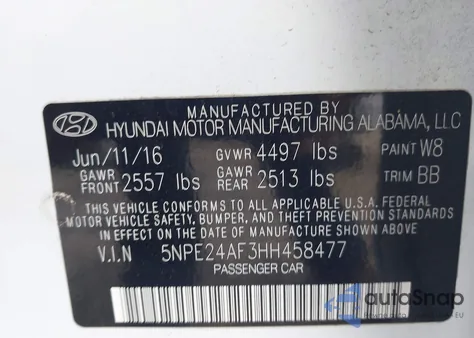 MANUFACTURED BY
HYUNDAI MOTOR MANUFACTURING ALABAMA, LLC
Jun/11/16 GVWR 4497 lbs PAINT W8
GAWR FRONT 2557 lbs GAWR REAR 2513 lbs TRIM BB
THIS VEHICLE CONFORMS TO ALL APPLICABLE U.S.A. FEDERAL
MOTOR VEHICLE SAFETY, BUMPER, AND THEFT PREVENTION STANDARDS
IN EFFECT ON THE DATE OF MANUFACTURE SHOWN ABOVE.
V.I.N 5NPE24AF3HH458477
PASSENGER CAR
autoSnap